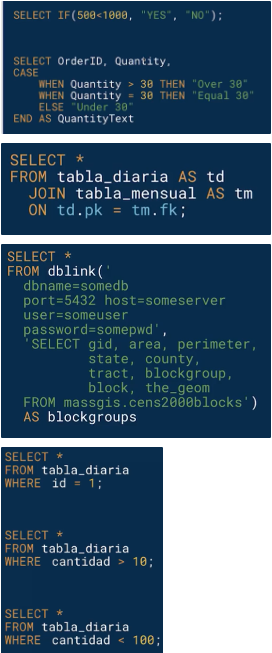 SELECT IF(500<1000, "YES", "NO");
SELECT OrderID, Quantity,
CASE
WHEN Quantity > 30 THEN "Over 30"
WHEN Quantity = 30 THEN "Equal 30"
ELSE "Under 30"
END AS QuantityText
SELECT *
FROM tabla_diaria AS td
JOIN tabla_mensual AS tm
ON td.pk = tm.fk;
SELECT *
FROM dblink('
dbname=somedb
port=5432 host=someserver
user=someuser
password=somepwd',
'SELECT gid, area, perimeter,
state, county,
tract, blockgroup,
block, the_geom
FROM massgis.cens2000blocks')
AS blockgroups
SELECT *
FROM tabla_diaria
WHERE id = 1;
SELECT *
FROM tabla_diaria
WHERE cantidad > 10;
SELECT *
FROM tabla_diaria
WHERE cantidad < 100;